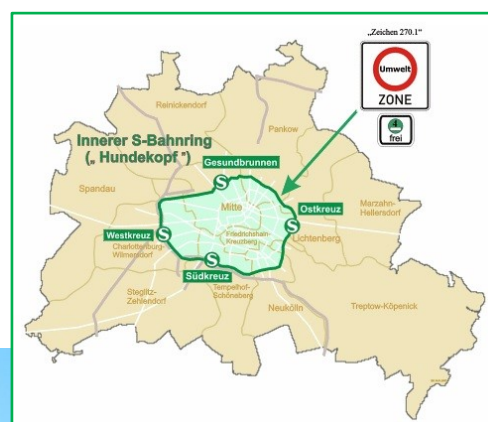 „Zeichen 270.1“
Umwelt
ZONE
4
frei
Reinickendorf
Pankow
Innerer S-Bahnring
(„ Hundekopf ")
Gesundbrunnen
S
Spandau
Mitte
Marzahn-
Hellersdorf
Ostkreuz
S
Friedrichshain-
Kreuzberg
Westkreuz
S
Lichtenberg
Charlottenburg-
Wilmersdorf
S
Südkreuz
Tempelhof-
Schöneberg
Steglitz-
Zehlendorf
Neukölln
Treptow-Köpenick